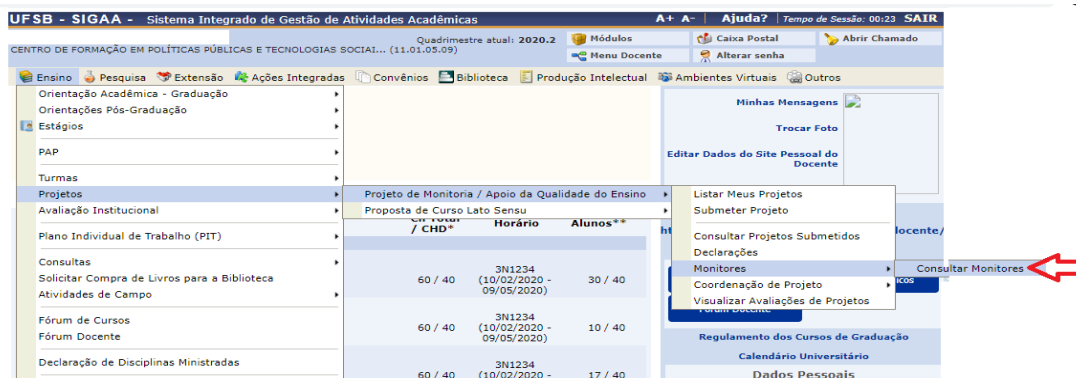 UFSB - SIGAA - Sistema Integrado de Gestão de Atividades Acadêmicas
A+ A- | Ajuda? | Tempo de Sessão: 00:23 SAIR
Quadrimestre atual: 2020.2
Módulos
Caixa Postal
Abrir Chamado
CENTRO DE FORMAÇÃO EM POLÍTICAS PÚBLICAS E TECNOLOGIAS SOCIAI... (11.01.05.09)
Menu Docente
Alterar senha
Ensino Pesquisa Extensão Ações Integradas Convênios Biblioteca Produção Intelectual Ambientes Virtuais Outros
Orientação Acadêmica - Graduação
Orientações Pós-Graduação
Estágios
PAP
Turmas
Projetos
Avaliação Institucional
Plano Individual de Trabalho (PIT)
Consultas
Solicitar Compra de Livros para a Biblioteca
Atividades de Campo
Fórum de Cursos
Fórum Docente
Declaração de Disciplinas Ministradas
Projeto de Monitoria / Apoio da Qualidade do Ensino
Proposta de Curso Lato Sensu
Listar Meus Projetos
Submeter Projeto
Consultar Projetos Submetidos
Declarações
Monitores
Coordenação de Projeto
Visualizar Avaliações de Projetos
Consultar Monitores
/ CHD*
Horário
Alunos**
60 / 40
3N1234
(10/02/2020 -
09/05/2020)
30 / 40
60 / 40
3N1234
(10/02/2020 -
09/05/2020)
10 / 40
60 / 40
3N1234
(10/02/2020 -
17 / 40
Minhas Mensagens
Trocar Foto
Editar Dados do Site Pessoal do
Docente
docente/
Fórum Docente
Regulamento dos Cursos de Graduação
Calendário Universitário
Dados Pessoais